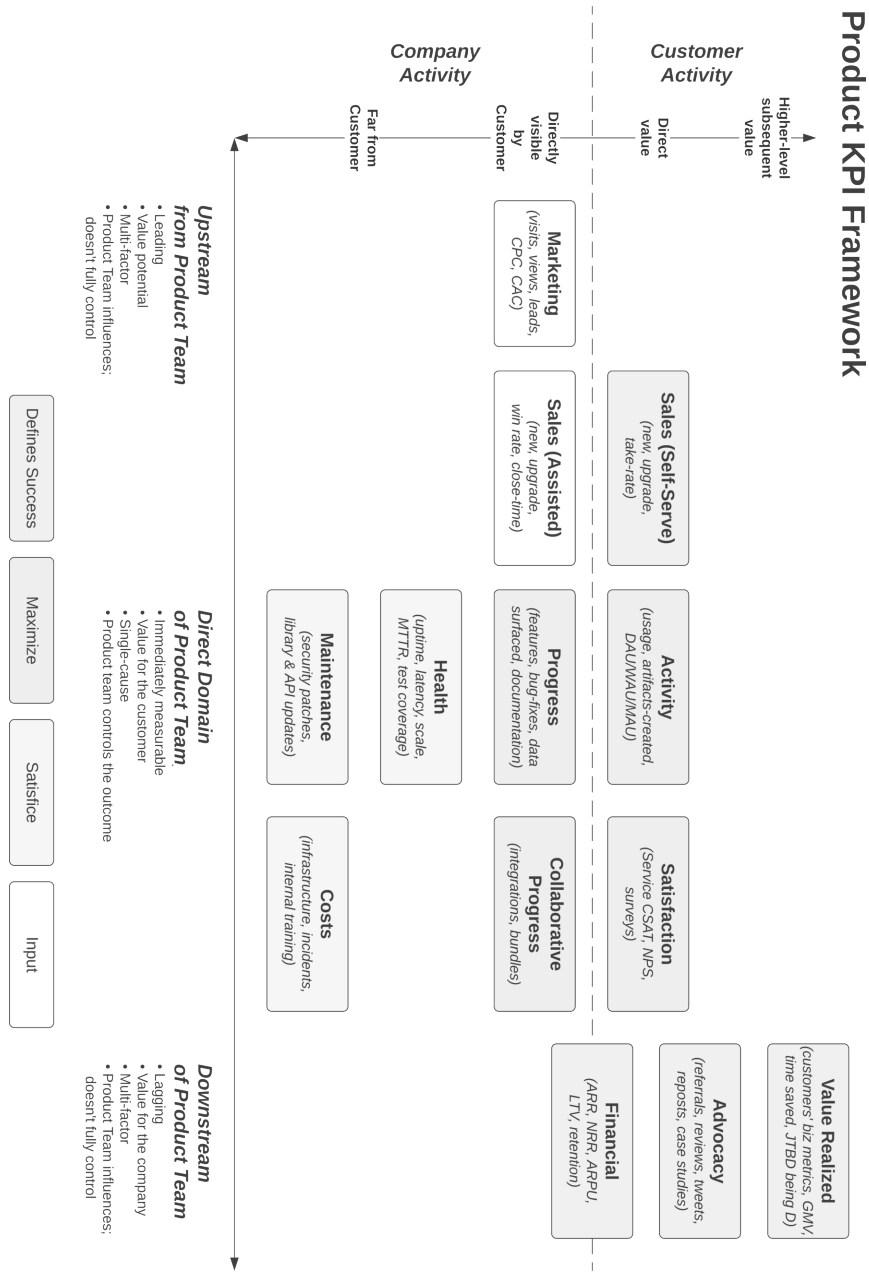 Product KPI Framework
Customer
Activity
Company
Activity
Higher-level
subsequent
value
Direct
value
Directly
visible
by
Customer
Far from
Customer
Value Realized
(customers' biz metrics, GMV,
time saved, JTBD being D)
Sales (Self-Serve)
(new, upgrade,
take-rate)
Activity
(usage, artifacts-created,
DAU/WAU/MAU)
Satisfaction
(Service CSAT, NPS,
surveys)
Advocacy
(referrals, reviews, tweets,
reposts, case studies)
Marketing
(visits, views, leads,
CPC, CAC)
Sales (Assisted)
(new, upgrade,
win rate, close-time)
Progress
(features, bug-fixes, data
surfaced, documentation)
Collaborative
Progress
(integrations, bundles)
Financial
(ARR, NRR, ARPU,
LTV, retention)
Health
(uptime, latency, scale,
MTTR, test coverage)
Maintenance
(security patches,
library & API updates)
Costs
(infrastructure, incidents,
internal training)
Upstream
from Product Team
• Leading
• Value potential
• Multi-factor
• Product Team influences;
doesn't fully control
Direct Domain
of Product Team
• Immediately measurable
• Value for the customer
• Single-cause
• Product team controls the outcome
Downstream
of Product Team
• Lagging
• Value for the company
• Multi-factor
• Product Team influences;
doesn't fully control
Defines Success
Maximize
Satisfice
Input